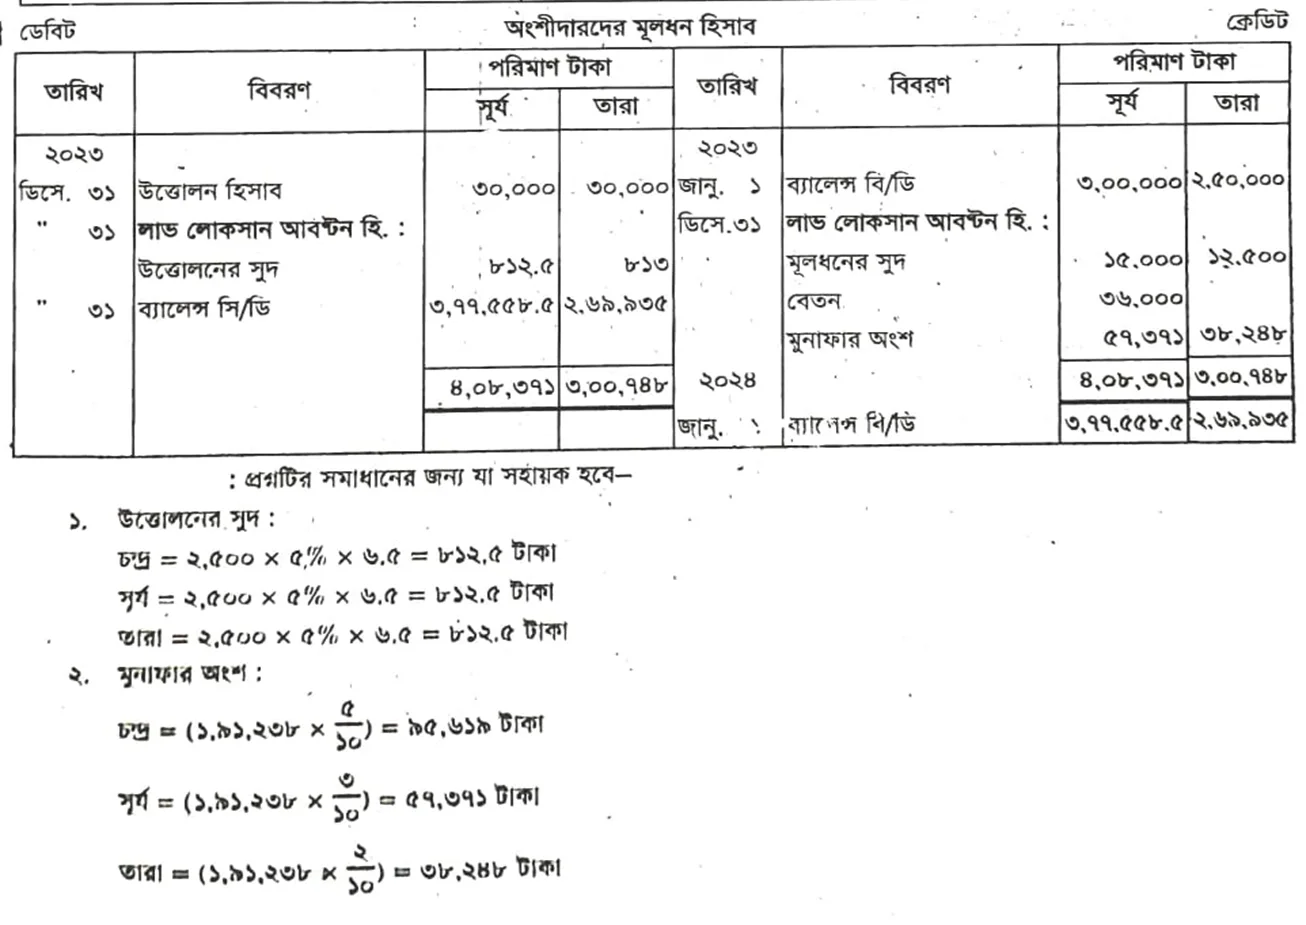 ডেবিট অংশীদারদের মূলধন হিসাব ক্রেডিট
তারিখ বিবরণ পরিমাণ টাকা তারিখ বিবরণ পরিমাণ টাকা
সূর্য তারা সূর্য তারা
২০২৩ ২০২৩
ডিসে. ৩১ উত্তোলন হিসাব ৩০,০০০ ৩০,০০০ জানু. ১ ব্যালেন্স বি/ডি ৩,০০,০০০ ২,৫০,০০০
" ৩১ লাভ লোকসান আবণ্টন হি. : ডিসে.৩১ লাভ লোকসান আবণ্টন হি. :
উত্তোলনের সুদ ৮১২.৫ ৮১৩ মূলধনের সুদ ১৫,০০০ ১২,৫০০
" ৩১ ব্যালেন্স সি/ডি ৩,৭৭,৫৫৮.৫ ২,৬৯,৯৩৫ বেতন ৩৬,০০০
মুনাফার অংশ ৫৭,৩৭১ ৩৮,২৪৮
৪,০৮,৩৭১ ৩,০০,৭৪৮ ২০২৪ ৪,০৮,৩৭১ ৩,০০,৭৪৮
জানু. ১ ব্যালেন্স বি/ডি ৩,৭৭,৫৫৮.৫ ২,৬৯,৯৩৫
: প্রশ্নটির সমাধানের জন্য যা সহায়ক হবে–
১. উত্তোলনের সুদ :
চন্দ্র = ২,৫০০ × ৫% × ৬.৫ = ৮১২.৫ টাকা
সূর্য = ২,৫০০ × ৫% × ৬.৫ = ৮১২.৫ টাকা
তারা = ২,৫০০ × ৫% × ৬.৫ = ৮১২.৫ টাকা
২. মুনাফার অংশ :
চন্দ্র = (১,৯১,২৩৮ × ৫/১০) = ৯৫,৬১৯ টাকা
সূর্য = (১,৯১,২৩৮ × ৩/১০) = ৫৭,৩৭১ টাকা
তারা = (১,৯১,২৩৮ × ২/১০) = ৩৮,২৪৮ টাকা